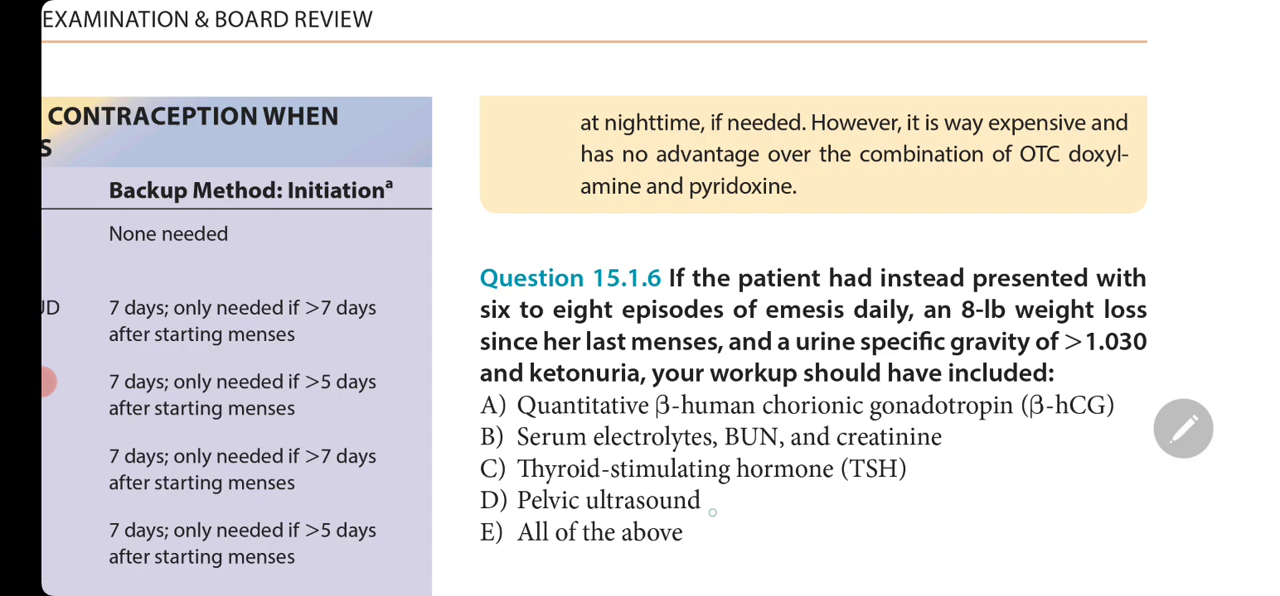 EXAMINATION & BOARD REVIEW
CONTRACEPTION WHEN
S
Backup Method: Initiationᵃ
None needed
7 days; only needed if >7 days
after starting menses
7 days; only needed if >5 days
after starting menses
7 days; only needed if >7 days
after starting menses
7 days; only needed if >5 days
after starting menses
at nighttime, if needed. However, it is way expensive and
has no advantage over the combination of OTC doxyl-
amine and pyridoxine.
Question 15.1.6 If the patient had instead presented with
six to eight episodes of emesis daily, an 8-lb weight loss
since her last menses, and a urine specific gravity of >1.030
and ketonuria, your workup should have included:
A) Quantitative β-human chorionic gonadotropin (β-hCG)
B) Serum electrolytes, BUN, and creatinine
C) Thyroid-stimulating hormone (TSH)
D) Pelvic ultrasound
E) All of the above